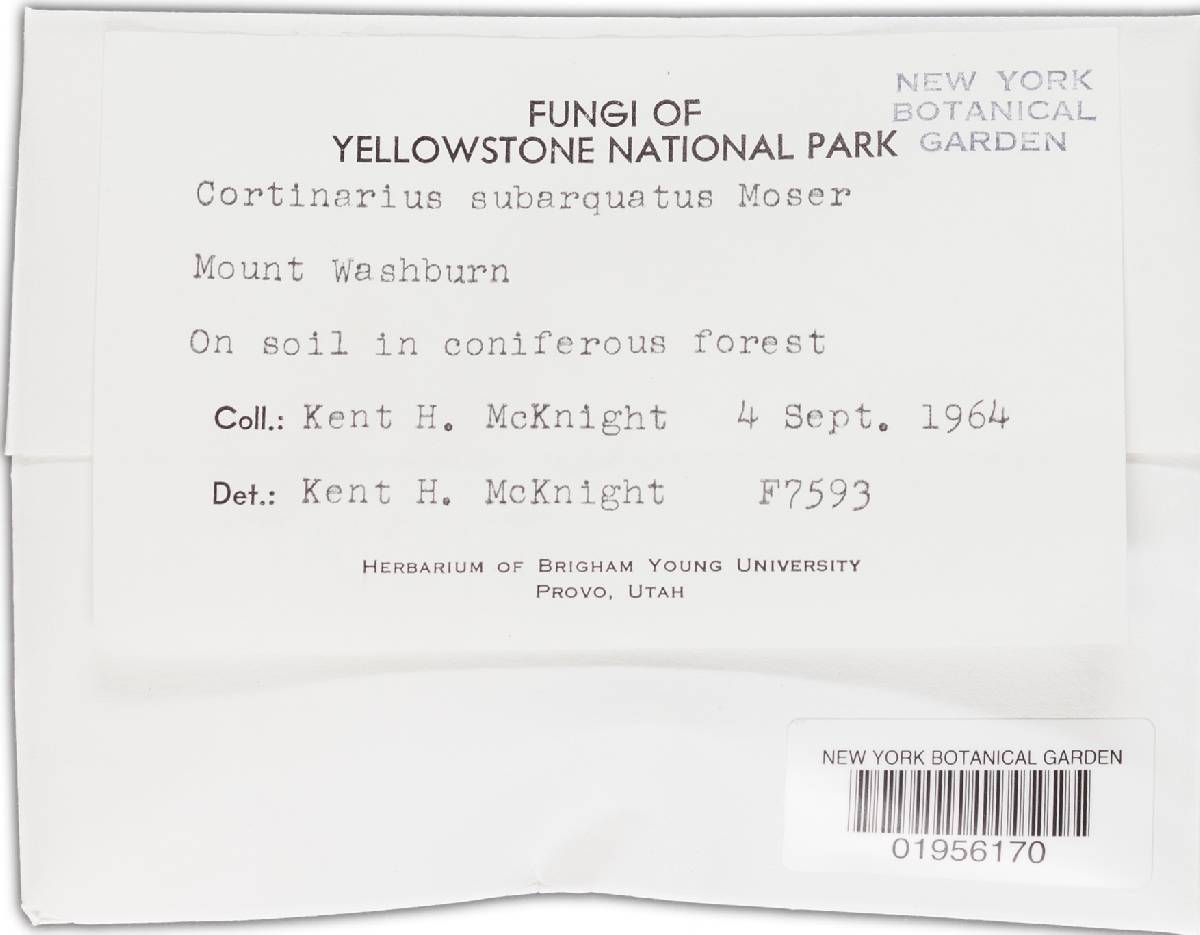 NEW YORK
BOTANICAL
GARDEN
FUNGI OF
YELLOWSTONE NATIONAL PARK
Cortinarius subarquatus Moser
Mount Washburn
On soil in coniferous forest
Coll.: Kent H. McKnight 4 Sept. 1964
Det.: Kent H. McKnight F7593
HERBARIUM OF BRIGHAM YOUNG UNIVERSITY
PROVO, UTAH
NEW YORK BOTANICAL GARDEN
01956170